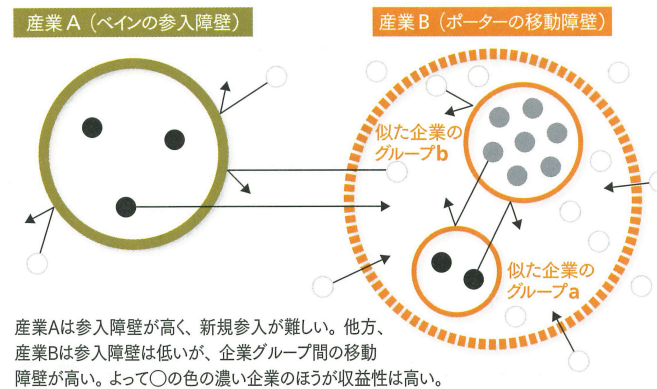 産業A（ベインの参入障壁）
産業B（ポーターの移動障壁）
似た企業の
グループb
似た企業の
グループa
産業Aは参入障壁が高く、新規参入が難しい。他方、
産業Bは参入障壁は低いが、企業グループ間の移動
障壁が高い。よって○の色の濃い企業のほうが収益性は高い。